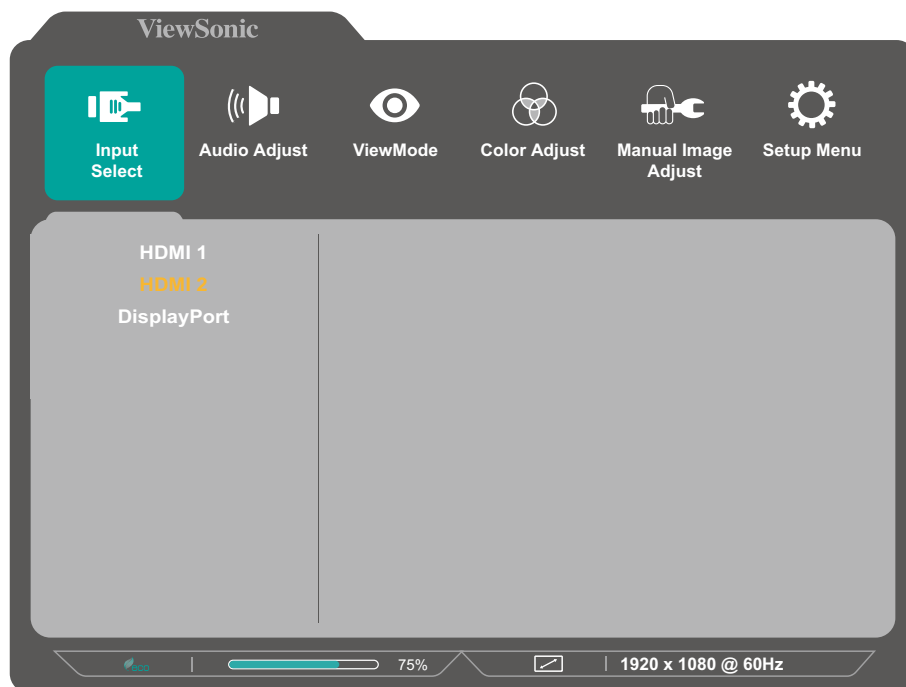 ViewSonic
Input
Select
Audio Adjust
ViewMode
Color Adjust
Manual Image
Adjust
Setup Menu
HDMI 1
HDMI 2
DisplayPort
eco
75%
1920 x 1080 @ 60Hz